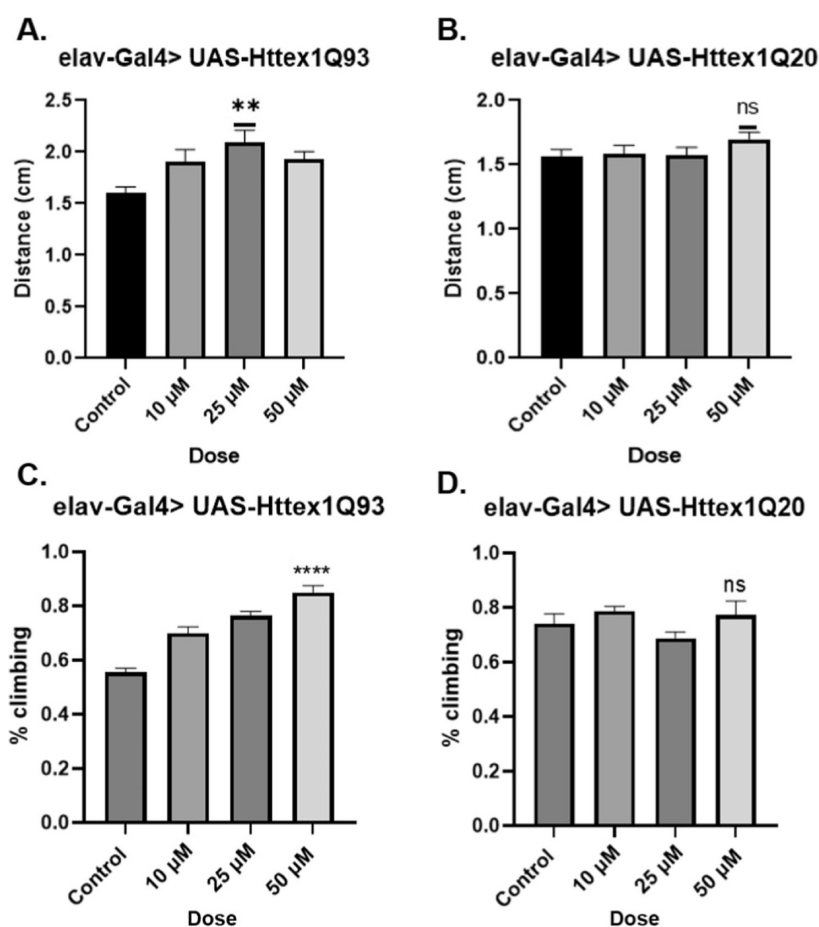 A.
elav-Gal4> UAS-Httex1Q93
Distance (cm)
2.5
2.0
1.5
1.0
0.5
0.0
**
Control
10 µM
25 µM
50 µM
Dose
B.
elav-Gal4> UAS-Httex1Q20
Distance (cm)
2.0
1.5
1.0
0.5
0.0
ns
Control
10 µM
25 µM
50 µM
Dose
C.
elav-Gal4> UAS-Httex1Q93
% climbing
1.0
0.8
0.6
0.4
0.2
0.0
****
Control
10 µM
25 µM
50 µM
Dose
D.
elav-Gal4> UAS-Httex1Q20
% climbing
1.0
0.8
0.6
0.4
0.2
0.0
ns
Control
10 µM
25 µM
50 µM
Dose